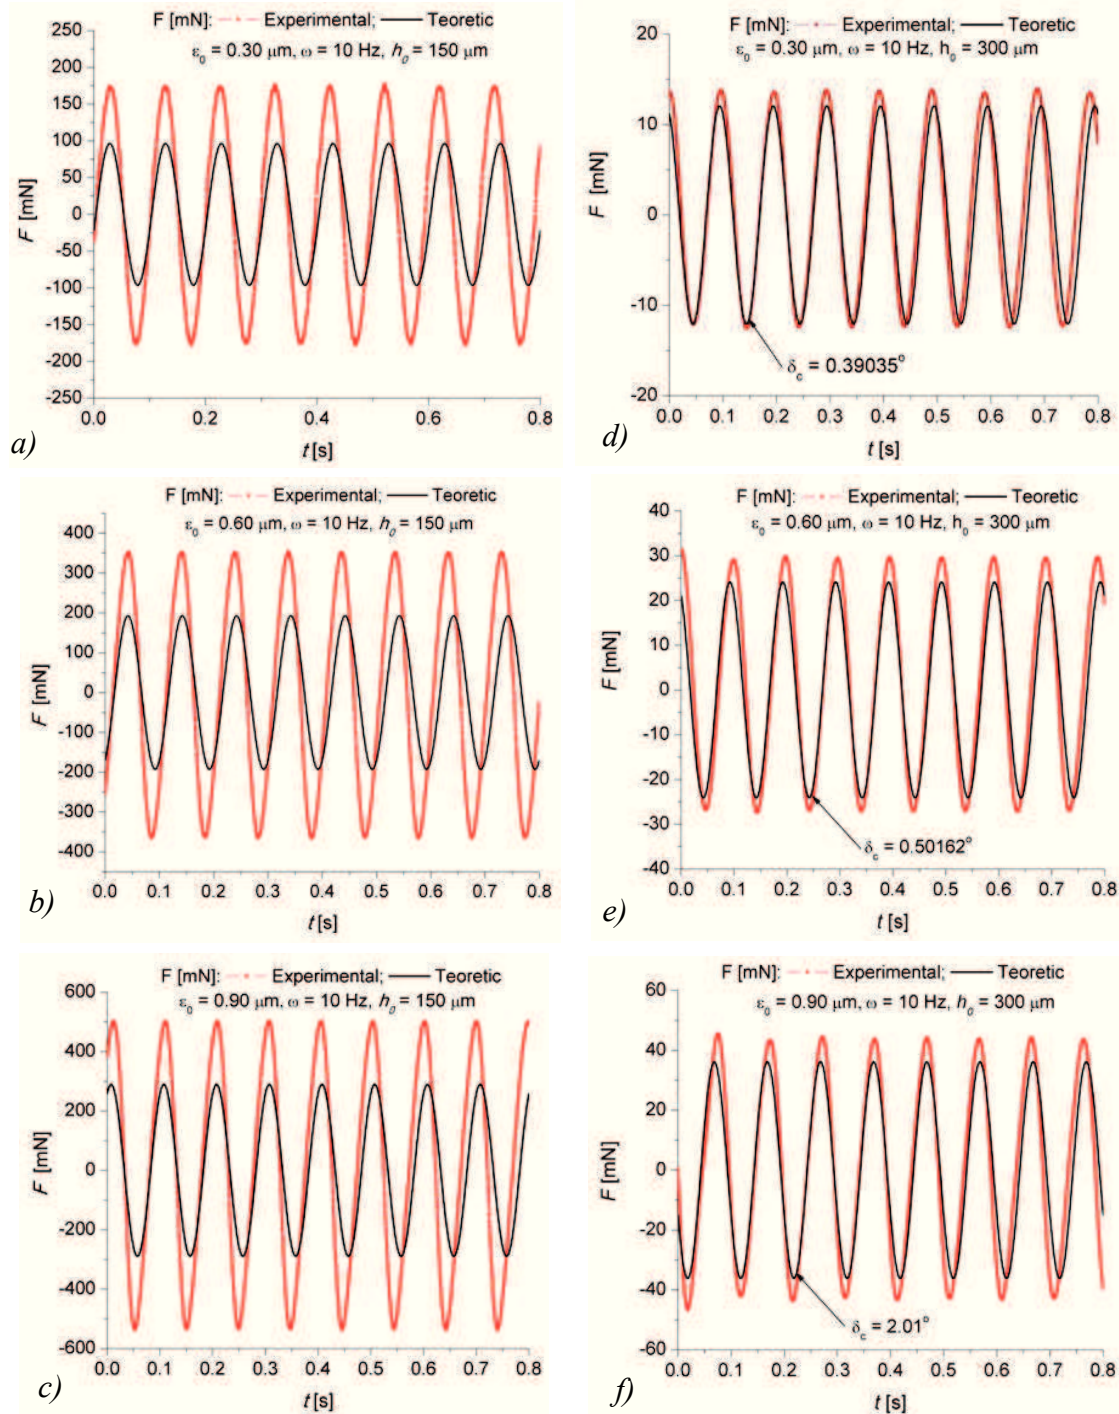 F [mN]: Experimental; Teoretic
ε0 = 0.30 μm, ω = 10 Hz, h0 = 150 μm
250
200
150
100
50
0
-50
-100
-150
-200
-250
F [mN]
0.0 0.2 0.4 0.6 0.8
t [s]
a)
F [mN]: Experimental; Teoretic
ε0 = 0.30 μm, ω = 10 Hz, h0 = 300 μm
20
10
0
-10
-20
F [mN]
δc = 0.39035°
0.0 0.1 0.2 0.3 0.4 0.5 0.6 0.7 0.8
t [s]
d)
F [mN]: Experimental; Teoretic
ε0 = 0.60 μm, ω = 10 Hz, h0 = 150 μm
400
300
200
100
0
-100
-200
-300
-400
F [mN]
0.0 0.1 0.2 0.3 0.4 0.5 0.6 0.7 0.8
t [s]
b)
F [mN]: Experimental; Teoretic
ε0 = 0.60 μm, ω = 10 Hz, h0 = 300 μm
40
30
20
10
0
-10
-20
-30
-40
F [mN]
δc = 0.50162°
0.0 0.1 0.2 0.3 0.4 0.5 0.6 0.7 0.8
t [s]
e)
F [mN]: Experimental; Teoretic
ε0 = 0.90 μm, ω = 10 Hz, h0 = 150 μm
600
400
200
0
-200
-400
-600
F [mN]
0.0 0.1 0.2 0.3 0.4 0.5 0.6 0.7 0.8
t [s]
c)
F [mN]: Experimental; Teoretic
ε0 = 0.90 μm, ω = 10 Hz, h0 = 300 μm
60
40
20
0
-20
-40
-60
F [mN]
δc = 2.01°
0.0 0.1 0.2 0.3 0.4 0.5 0.6 0.7 0.8
t [s]
f)